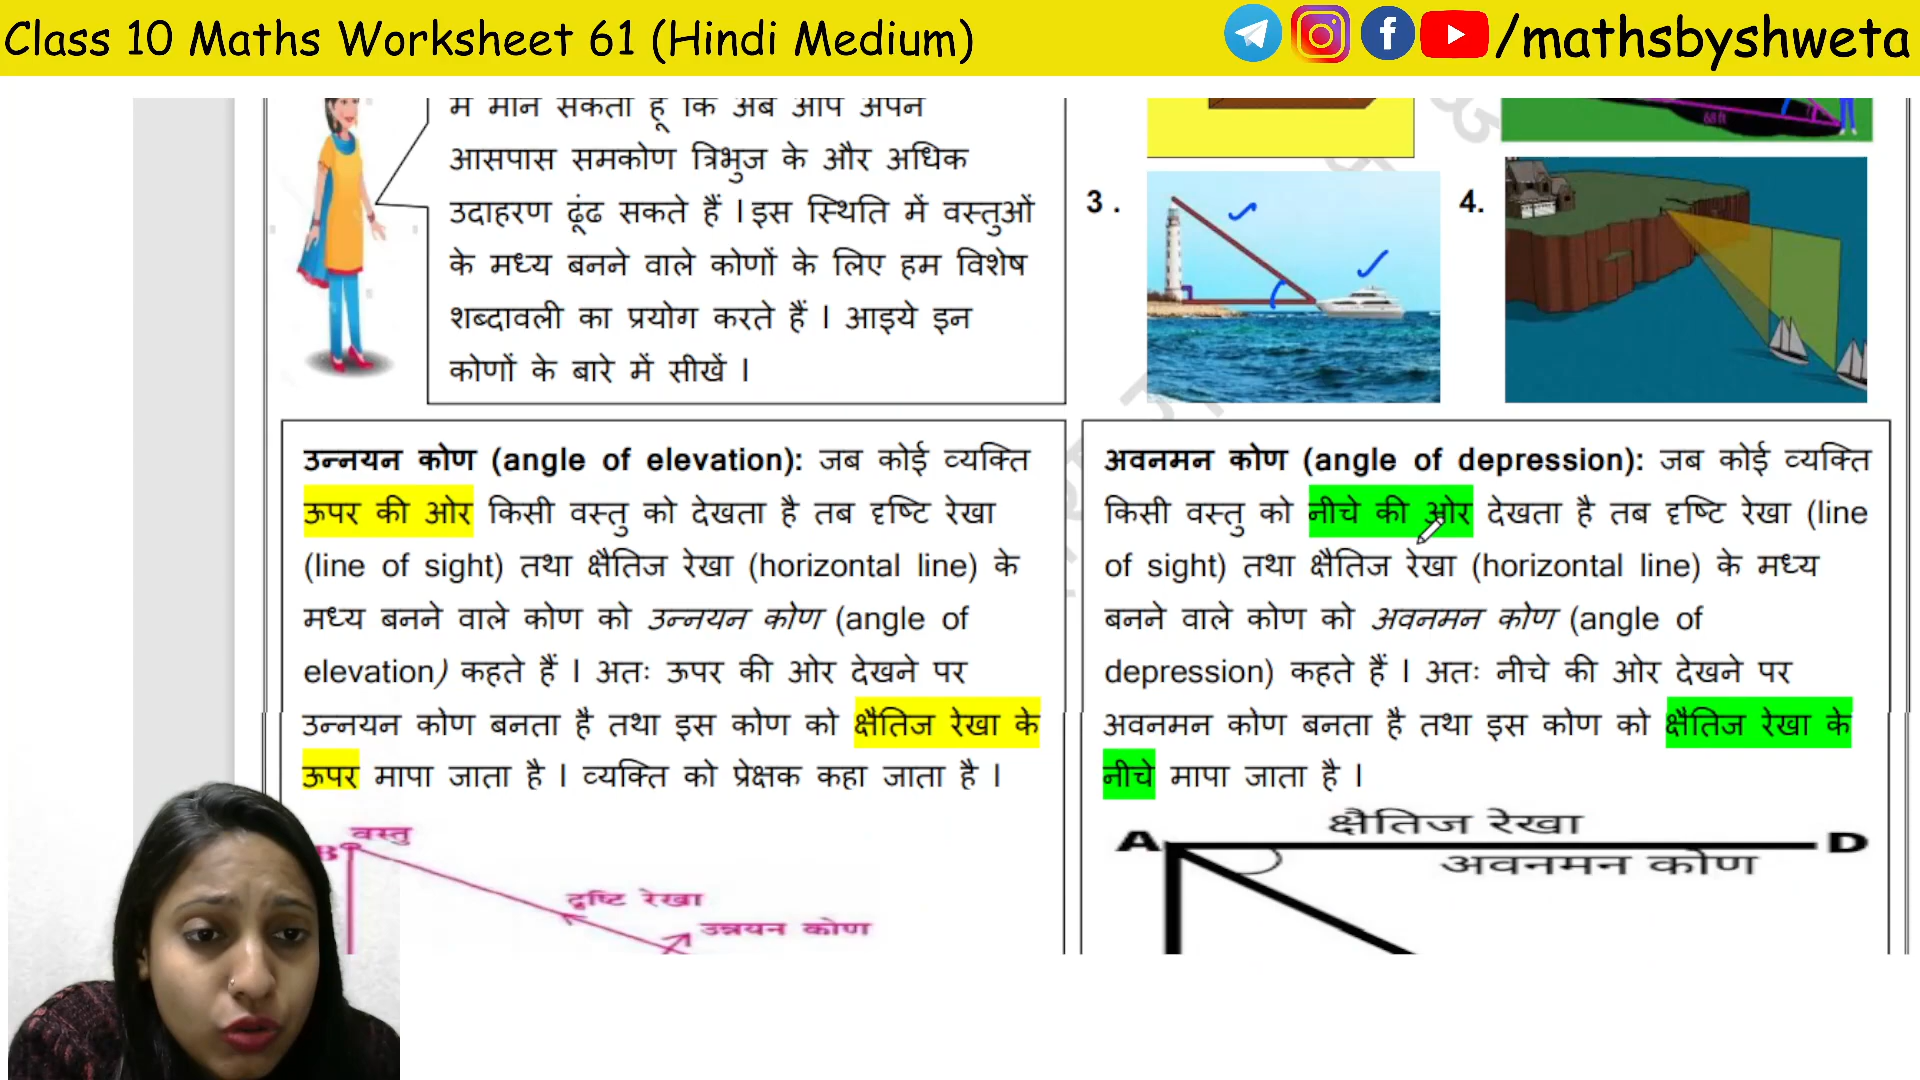 Class 10 Maths Worksheet 61 (Hindi Medium)
/mathsbyshweta
में मान सकती हूँ कि अब आप अपने
आसपास समकोण त्रिभुज के और अधिक
उदाहरण ढूंढ सकते हैं । इस स्थिति में वस्तुओं
के मध्य बनने वाले कोणों के लिए हम विशेष
शब्दावली का प्रयोग करते हैं । आइये इन
कोणों के बारे में सीखें ।
3 .
4.
उन्नयन कोण (angle of elevation): जब कोई व्यक्ति
ऊपर की ओर किसी वस्तु को देखता है तब दृष्टि रेखा
(line of sight) तथा क्षैतिज रेखा (horizontal line) के
मध्य बनने वाले कोण को उन्नयन कोण (angle of
elevation) कहते हैं । अतः ऊपर की ओर देखने पर
उन्नयन कोण बनता है तथा इस कोण को क्षैतिज रेखा के
ऊपर मापा जाता है । व्यक्ति को प्रेक्षक कहा जाता है ।
वस्तु
B
दृष्टि रेखा
उन्नयन कोण
अवनमन कोण (angle of depression): जब कोई व्यक्ति
किसी वस्तु को नीचे की ओर देखता है तब दृष्टि रेखा (line
of sight) तथा क्षैतिज रेखा (horizontal line) के मध्य
बनने वाले कोण को अवनमन कोण (angle of
depression) कहते हैं । अतः नीचे की ओर देखने पर
अवनमन कोण बनता है तथा इस कोण को क्षैतिज रेखा के
नीचे मापा जाता है ।
क्षैतिज रेखा
A
D
अवनमन कोण